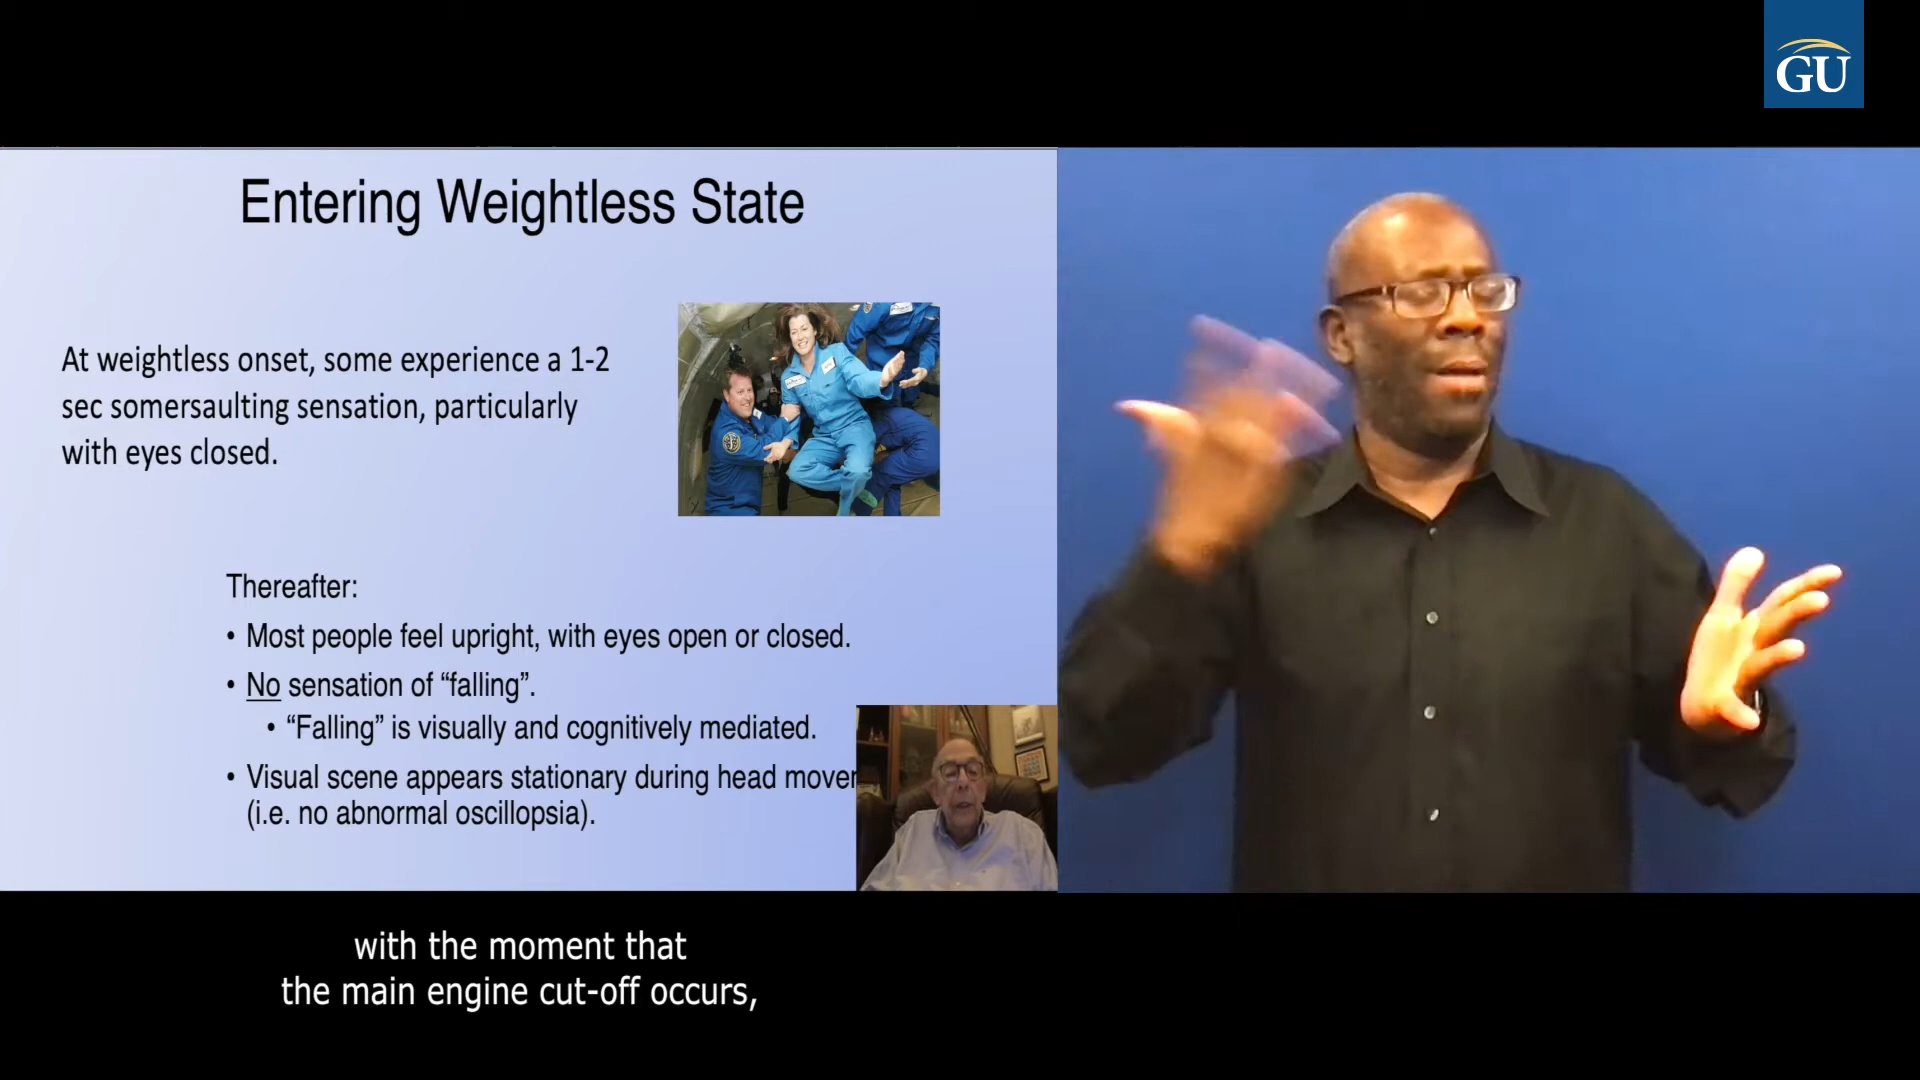 GU
Entering Weightless State
At weightless onset, some experience a 1-2
sec somersaulting sensation, particularly
with eyes closed.
Thereafter:
• Most people feel upright, with eyes open or closed.
• No sensation of “falling”.
• “Falling” is visually and cognitively mediated.
• Visual scene appears stationary during head mover
(i.e. no abnormal oscillopsia).
with the moment that
the main engine cut-off occurs,